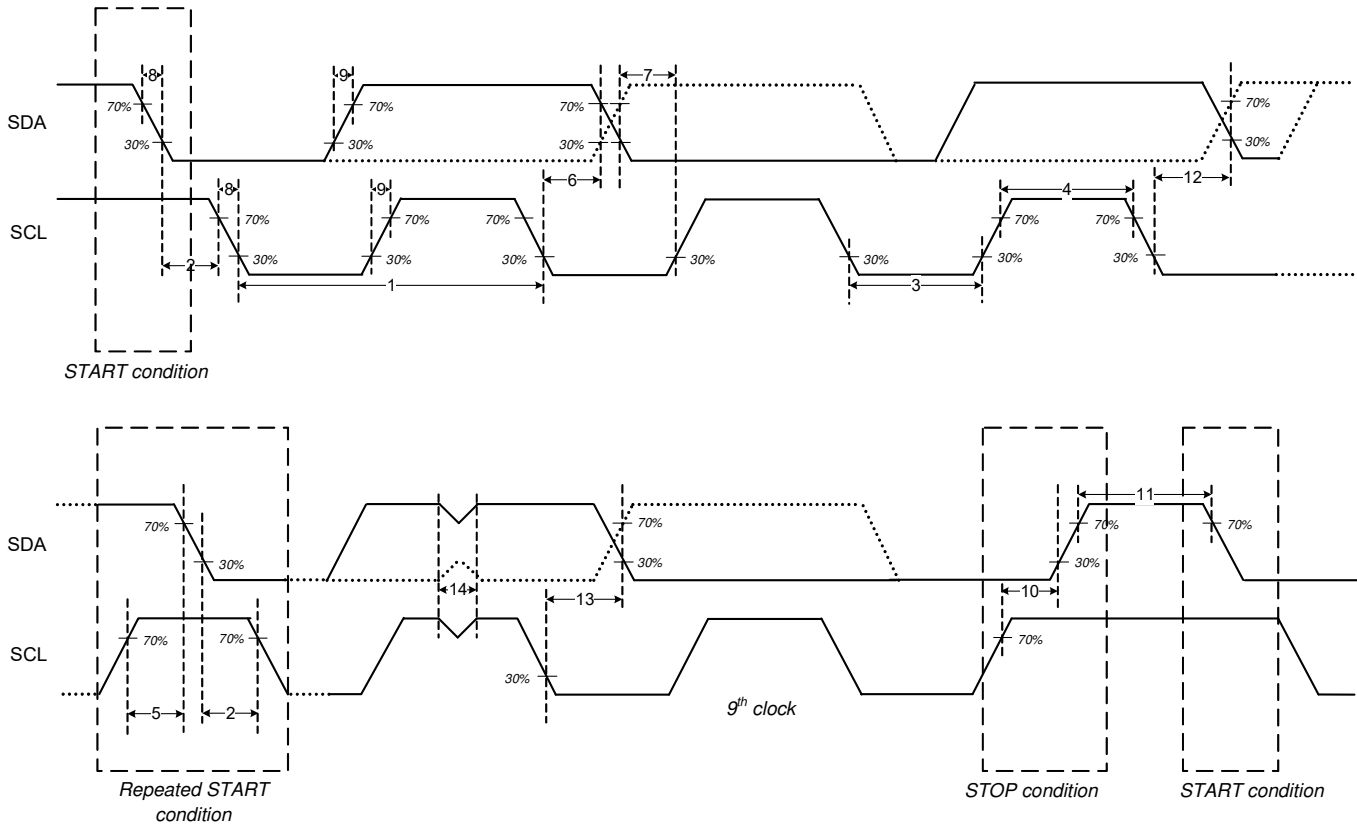 8 9 7
70% 70% 70% 70%
SDA
30% 30% 30% 30%
6 12
8 9 4
70% 70% 70% 70%
SCL
30% 30% 30% 30% 30% 30% 30%
2
1 3
START condition
11
70% 70% 70% 70%
SDA
30% 30% 30%
14 13 10
70% 70% 70%
SCL
30%
5 2 9th clock
Repeated START
condition
STOP condition START condition